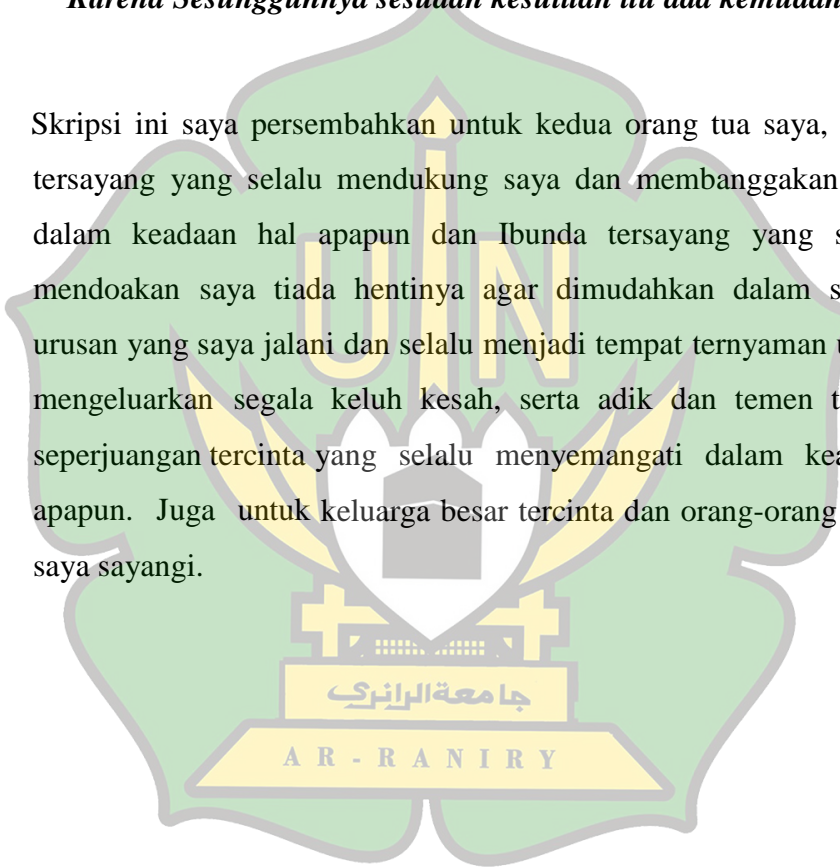 Karena Sesungguhnya sesudah kesulitan itu ada kemudah
Skripsi ini saya persembahkan untuk kedua orang tua saya,
tersayang yang selalu mendukung saya dan membanggakan
dalam keadaan hal apapun dan Ibunda tersayang yang s
mendoakan saya tiada hentinya agar dimudahkan dalam s
urusan yang saya jalani dan selalu menjadi tempat ternyaman u
mengeluarkan segala keluh kesah, serta adik dan temen t
seperjuangan tercinta yang selalu menyemangati dalam kea
apapun. Juga untuk keluarga besar tercinta dan orang-orang
saya sayangi.
UIN
جامعة الرانري
AR-RANIRY